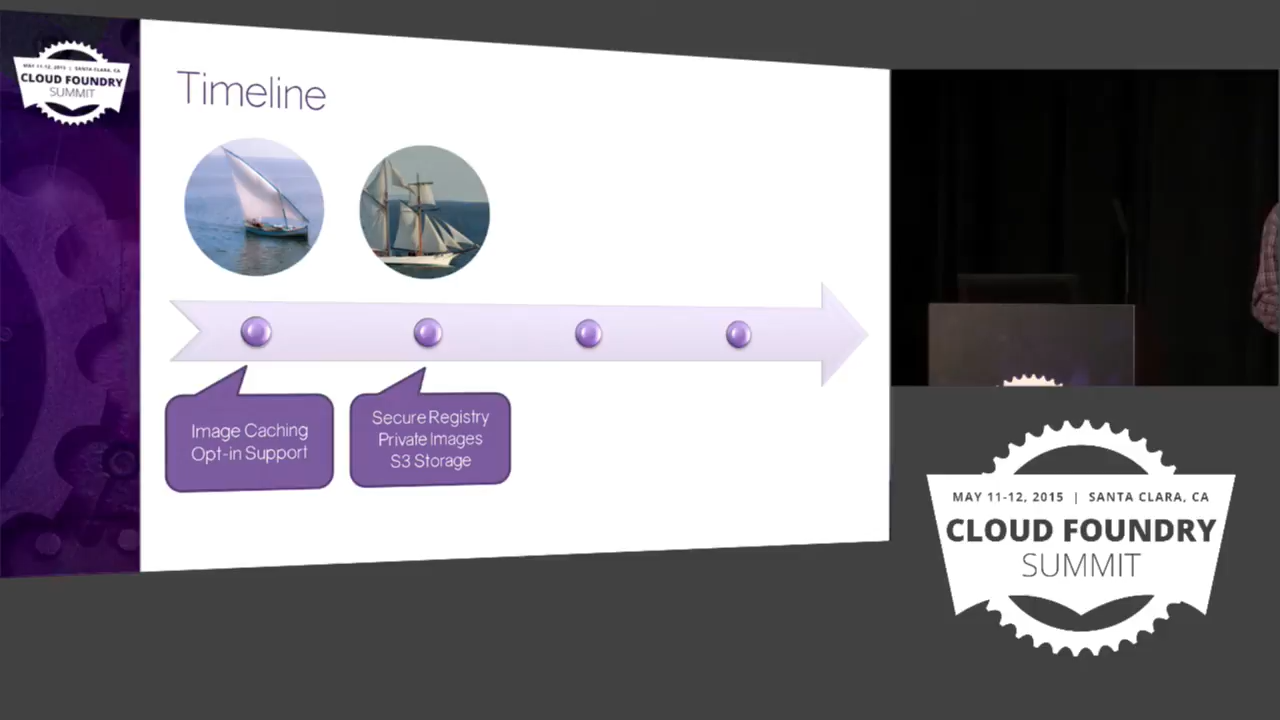 MAY 11-12, 2015 | SANTA CLARA, CA
CLOUD FOUNDRY
SUMMIT
Timeline
Image Caching
Opt-in Support
Secure Registry
Private Images
S3 Storage
MAY 11-12, 2015 | SANTA CLARA, CA
CLOUD FOUNDRY
SUMMIT